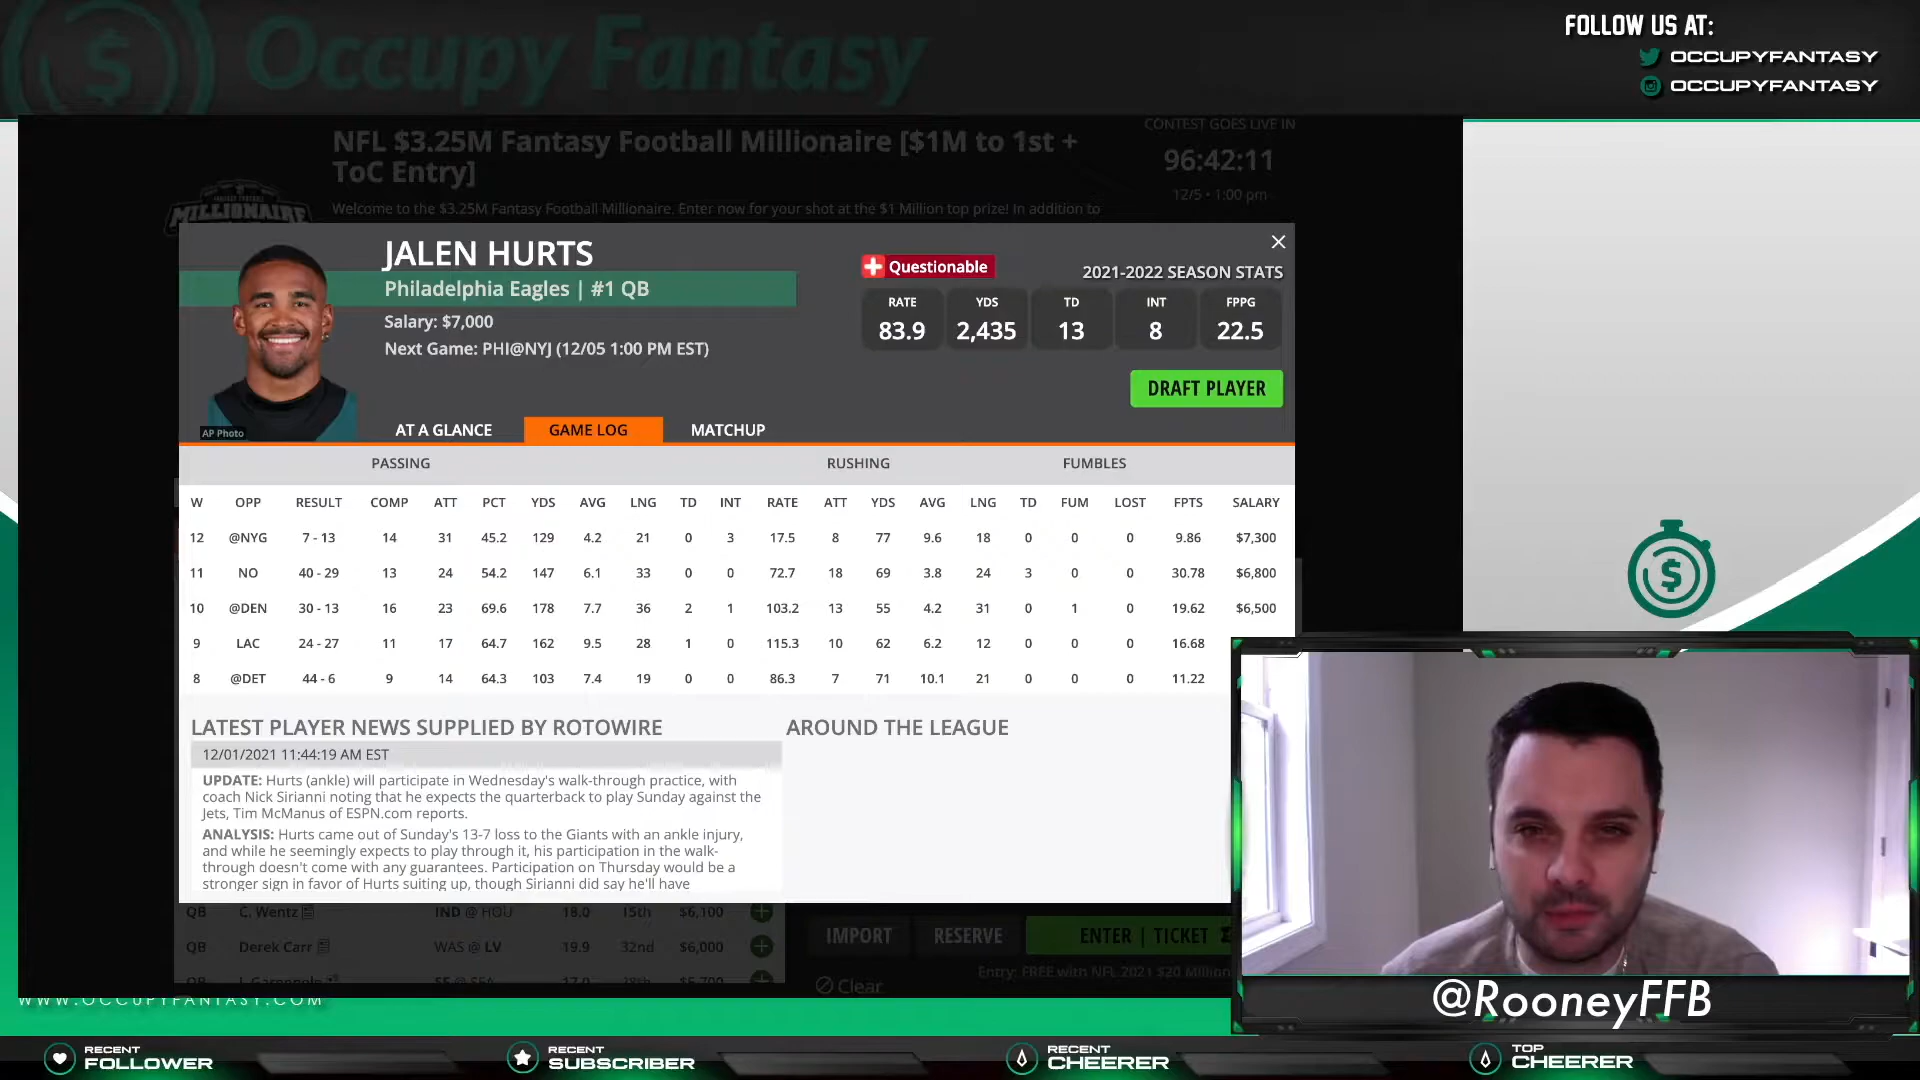 Occupy Fantasy
FOLLOW US AT:
OCCUPYFANTASY
OCCUPYFANTASY
NFL $3.25M Fantasy Football Millionaire [$1M to 1st +
ToC Entry]
Welcome to the $3.25M Fantasy Football Millionaire. Enter now for your shot at the $1 Million top prize! In addition to
CONTEST GOES LIVE IN
96:42:11
12/5 • 1:00 pm
MILLIONAIRE
JALEN HURTS
Philadelphia Eagles | #1 QB
Salary: $7,000
Next Game: PHI@NYJ (12/05 1:00 PM EST)
AP Photo
Questionable
2021-2022 SEASON STATS
RATE YDS TD INT FPPG
83.9 2,435 13 8 22.5
DRAFT PLAYER
AT A GLANCE GAME LOG MATCHUP
PASSING RUSHING FUMBLES
W OPP RESULT COMP ATT PCT YDS AVG LNG TD INT RATE ATT YDS AVG LNG TD FUM LOST FPTS SALARY
12 @NYG 7 - 13 14 31 45.2 129 4.2 21 0 3 17.5 8 77 9.6 18 0 0 0 9.86 $7,300
11 NO 40 - 29 13 24 54.2 147 6.1 33 0 0 72.7 18 69 3.8 24 3 0 0 30.78 $6,800
10 @DEN 30 - 13 16 23 69.6 178 7.7 36 2 1 103.2 13 55 4.2 31 0 1 0 19.62 $6,500
9 LAC 24 - 27 11 17 64.7 162 9.5 28 1 0 115.3 10 62 6.2 12 0 0 0 16.68
8 @DET 44 - 6 9 14 64.3 103 7.4 19 0 0 86.3 7 71 10.1 21 0 0 0 11.22
LATEST PLAYER NEWS SUPPLIED BY ROTOWIRE
12/01/2021 11:44:19 AM EST
UPDATE: Hurts (ankle) will participate in Wednesday's walk-through practice, with
coach Nick Sirianni noting that he expects the quarterback to play Sunday against the
Jets, Tim McManus of ESPN.com reports.
ANALYSIS: Hurts came out of Sunday's 13-7 loss to the Giants with an ankle injury,
and while he seemingly expects to play through it, his participation in the walk-
through doesn't come with any guarantees. Participation on Thursday would be a
stronger sign in favor of Hurts suiting up, though Sirianni did say he'll have
AROUND THE LEAGUE
QB C. Wentz IND @ HOU 18.0 15th $6,100
QB Derek Carr WAS @ LV 19.9 32nd $6,000
IMPORT RESERVE ENTER | TICKET
Entry: FREE with NFL 2021 $20 Million
Clear
WWW.OCCUPYFANTASY.COM
@RooneyFFB
RECENT FOLLOWER
RECENT SUBSCRIBER
RECENT CHEERER
TOP CHEERER